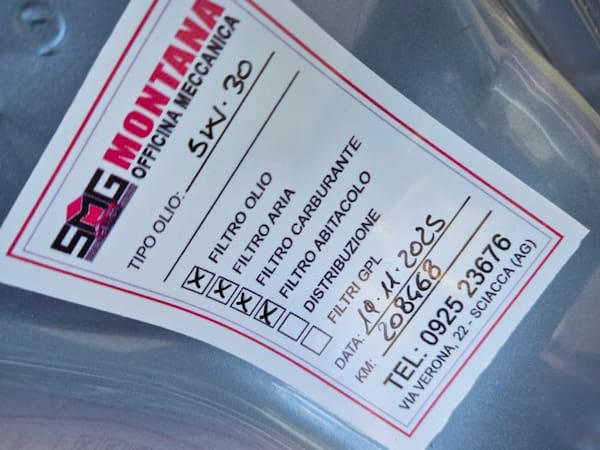 SMG MONTANA
OFFICINA MECCANICA
TIPO OLIO: 5W.30
X FILTRO OLIO
X FILTRO ARIA
X FILTRO CARBURANTE
X FILTRO ABITACOLO
DISTRIBUZIONE
FILTRI GPL
DATA: 19.11.2025
KM: 208468
TEL: 0925 23676
VIA VERONA, 22 - SCIACCA (AG)